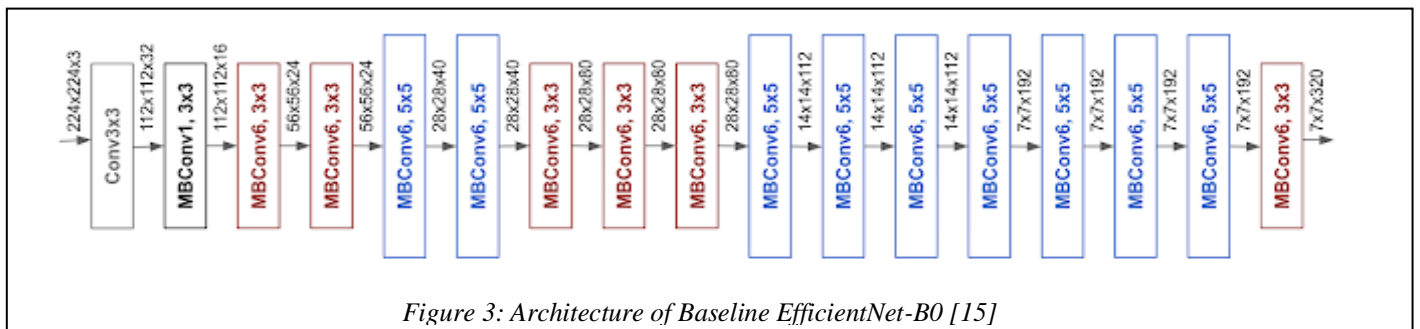 224x224x3
Conv3x3
112x112x32
MBConv1, 3x3
112x112x16
MBConv6, 3x3
56x56x24
MBConv6, 3x3
56x56x24
MBConv6, 5x5
28x28x40
MBConv6, 5x5
28x28x40
MBConv6, 3x3
28x28x80
MBConv6, 3x3
28x28x80
MBConv6, 3x3
28x28x80
MBConv6, 5x5
14x14x112
MBConv6, 5x5
14x14x112
MBConv6, 5x5
14x14x112
MBConv6, 5x5
7x7x192
MBConv6, 5x5
7x7x192
MBConv6, 5x5
7x7x192
MBConv6, 5x5
7x7x192
MBConv6, 3x3
7x7x320
Figure 3: Architecture of Baseline EfficientNet-B0 [15]